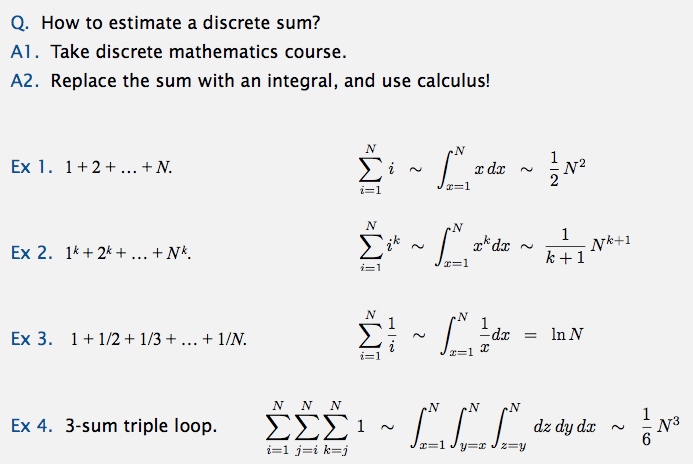 Q. How to estimate a discrete sum?
A1. Take discrete mathematics course.
A2. Replace the sum with an integral, and use calculus!
Ex 1. 1 + 2 + … + N. $\sum_{i=1}^{N} i \sim \int_{x=1}^{N} x\,dx \sim \frac{1}{2} N^2$
Ex 2. 1^k + 2^k + … + N^k. $\sum_{i=1}^{N} i^k \sim \int_{x=1}^{N} x^k dx \sim \frac{1}{k+1} N^{k+1}$
Ex 3. 1 + 1/2 + 1/3 + … + 1/N. $\sum_{i=1}^{N} \frac{1}{i} \sim \int_{x=1}^{N} \frac{1}{x} dx = \ln N$
Ex 4. 3-sum triple loop. $\sum_{i=1}^{N} \sum_{j=i}^{N} \sum_{k=j}^{N} 1 \sim \int_{x=1}^{N} \int_{y=x}^{N} \int_{z=y}^{N} dz\,dy\,dx \sim \frac{1}{6} N^3$